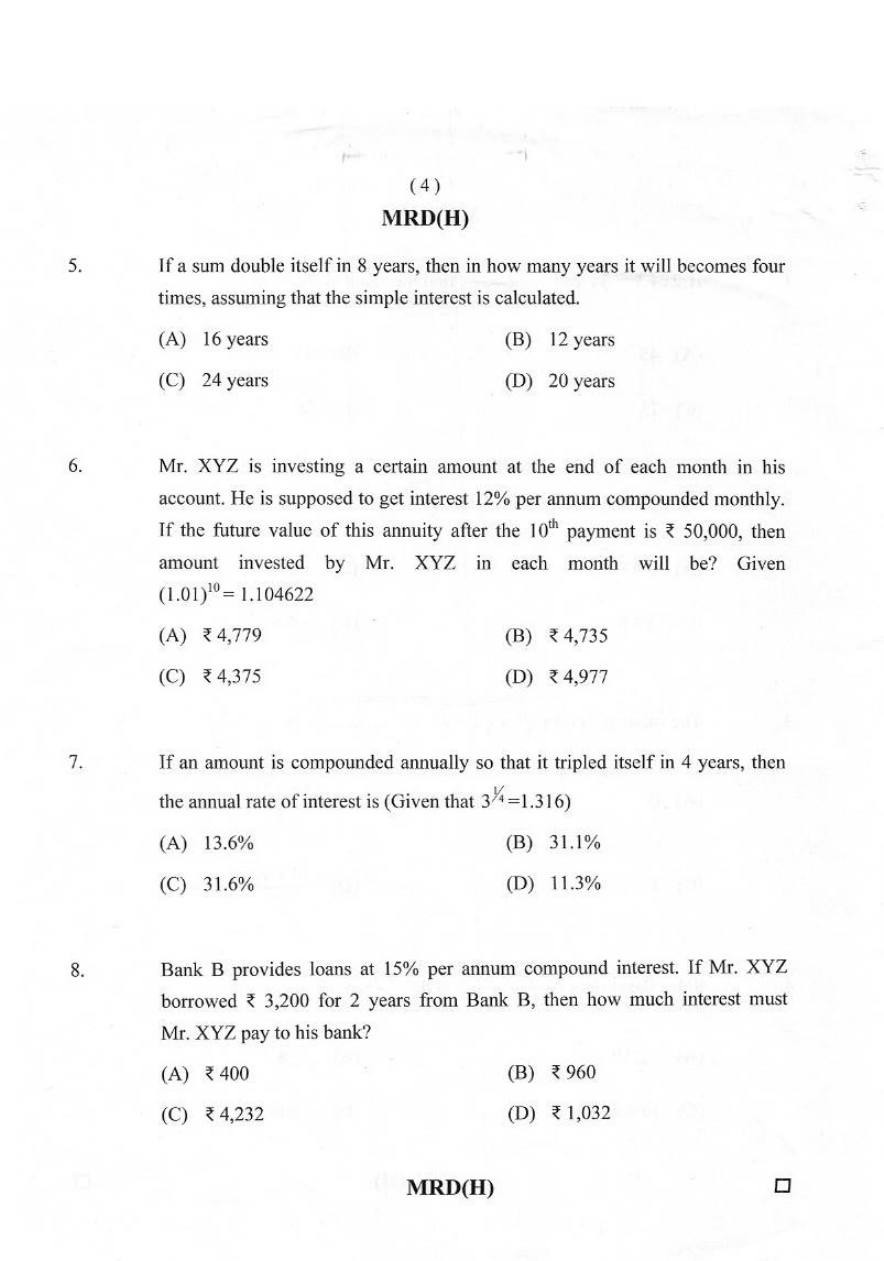 (4)
MRD(H)
5. If a sum double itself in 8 years, then in how many years it will becomes four
times, assuming that the simple interest is calculated.
(A) 16 years (B) 12 years
(C) 24 years (D) 20 years
6. Mr. XYZ is investing a certain amount at the end of each month in his
account. He is supposed to get interest 12% per annum compounded monthly.
If the future value of this annuity after the 10th payment is ₹ 50,000, then
amount invested by Mr. XYZ in each month will be? Given
(1.01)^10 = 1.104622
(A) ₹ 4,779 (B) ₹ 4,735
(C) ₹ 4,375 (D) ₹ 4,977
7. If an amount is compounded annually so that it tripled itself in 4 years, then
the annual rate of interest is (Given that 3^1/4=1.316)
(A) 13.6% (B) 31.1%
(C) 31.6% (D) 11.3%
8. Bank B provides loans at 15% per annum compound interest. If Mr. XYZ
borrowed ₹ 3,200 for 2 years from Bank B, then how much interest must
Mr. XYZ pay to his bank?
(A) ₹ 400 (B) ₹ 960
(C) ₹ 4,232 (D) ₹ 1,032
MRD(H)